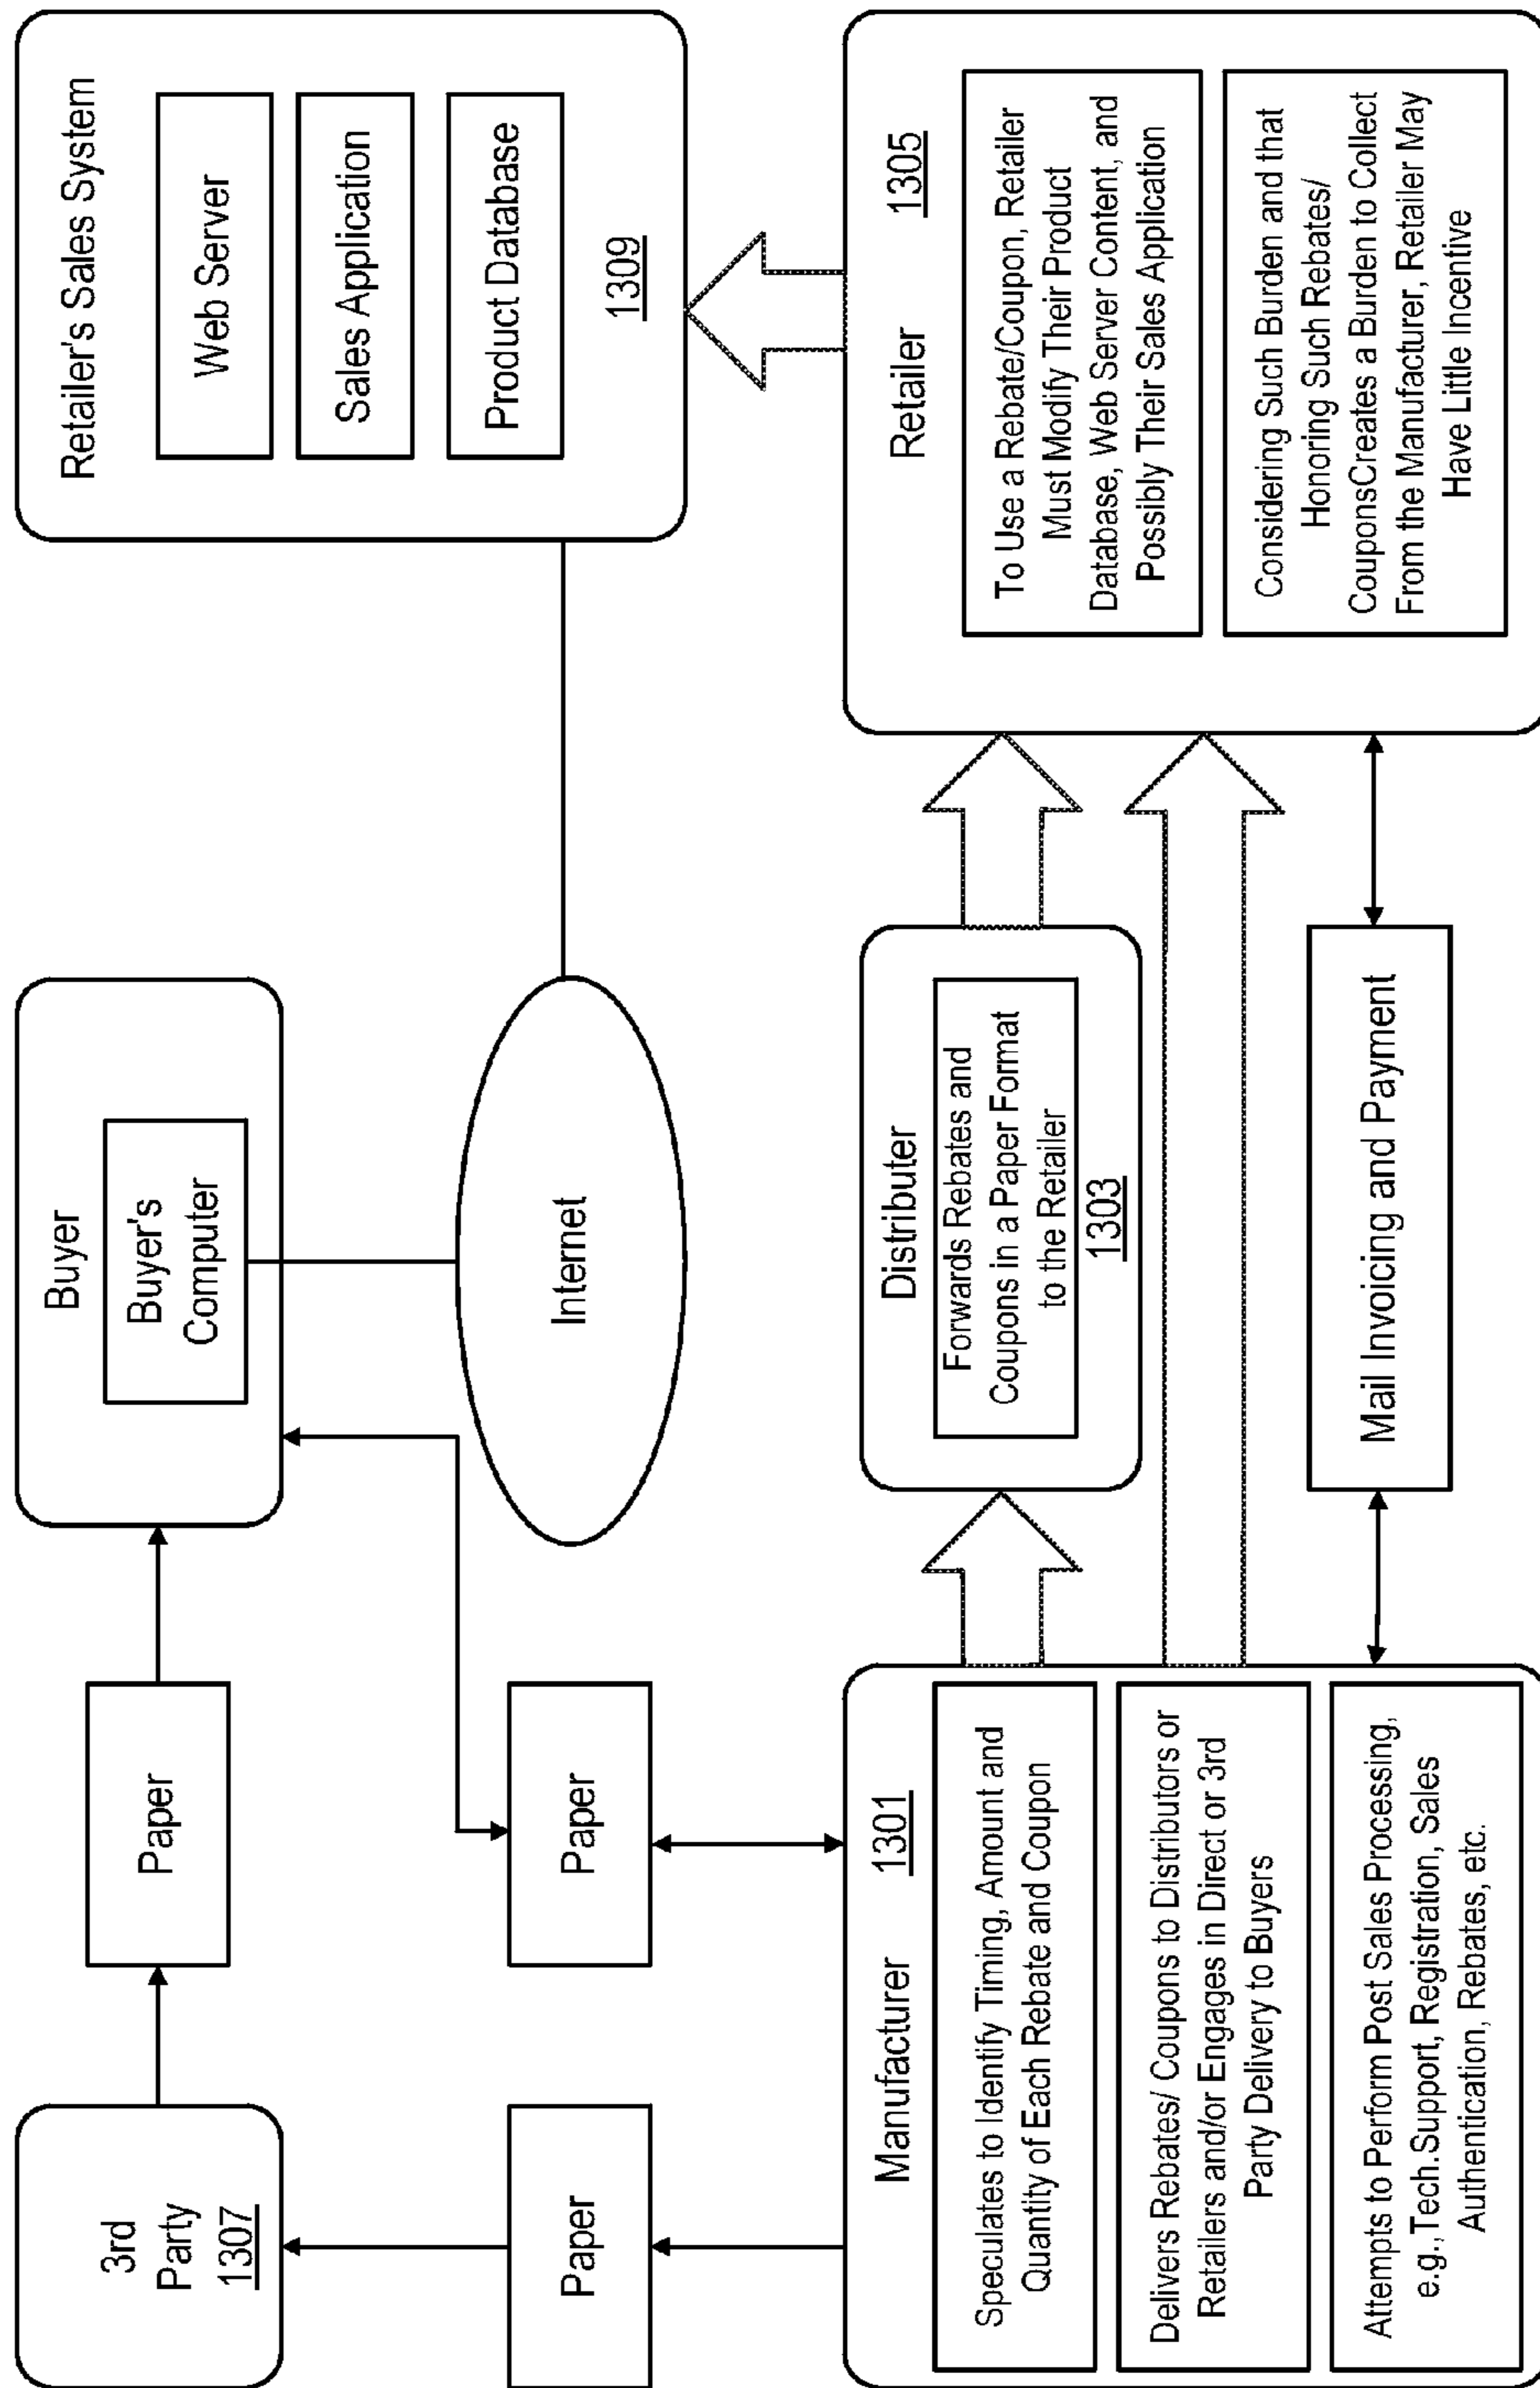 3rd
Party
1307
Paper
Buyer
Buyer's
Computer
Retailer's Sales System
Web Server
Sales Application
Product Database
1309
Paper
Paper
Internet
Manufacturer 1301
Speculates to Identify Timing, Amount and
Quantity of Each Rebate and Coupon
Delivers Rebates/ Coupons to Distributors or
Retailers and/or Engages in Direct or 3rd
Party Delivery to Buyers
Attempts to Perform Post Sales Processing,
e.g.,Tech.Support, Registration, Sales
Authentication, Rebates, etc.
Distributer
Forwards Rebates and
Coupons in a Paper Format
to the Retailer
1303
Mail Invoicing and Payment
Retailer 1305
To Use a Rebate/Coupon, Retailer
Must Modify Their Product
Database, Web Server Content, and
Possibly Their Sales Application
Considering Such Burden and that
Honoring Such Rebates/
CouponsCreates a Burden to Collect
From the Manufacturer, Retailer May
Have Little Incentive